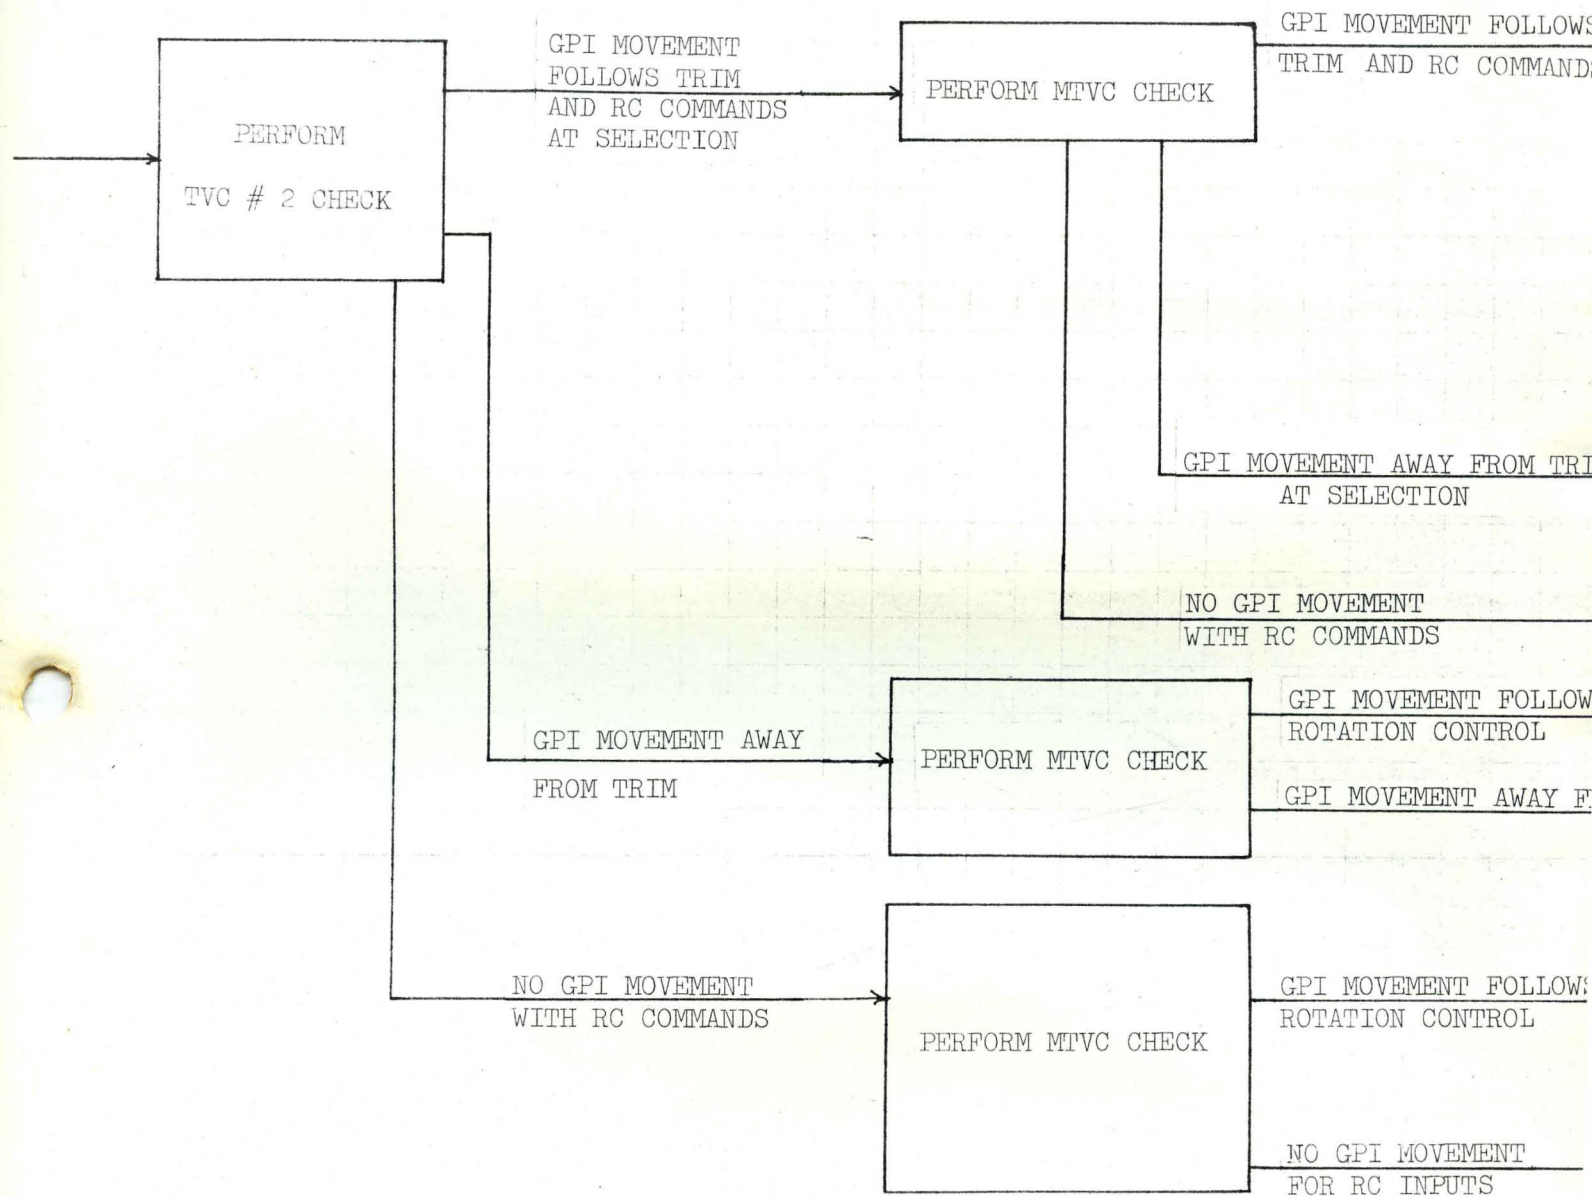 PERFORM
TVC # 2 CHECK
GPI MOVEMENT
FOLLOWS TRIM
AND RC COMMANDS
AT SELECTION
PERFORM MTVC CHECK
GPI MOVEMENT FOLLOWS
TRIM AND RC COMMANDS
GPI MOVEMENT AWAY FROM TRI
AT SELECTION
NO GPI MOVEMENT
WITH RC COMMANDS
GPI MOVEMENT AWAY
FROM TRIM
PERFORM MTVC CHECK
GPI MOVEMENT FOLLOW
ROTATION CONTROL
GPI MOVEMENT AWAY F
NO GPI MOVEMENT
WITH RC COMMANDS
PERFORM MTVC CHECK
GPI MOVEMENT FOLLOWS
ROTATION CONTROL
NO GPI MOVEMENT
FOR RC INPUTS